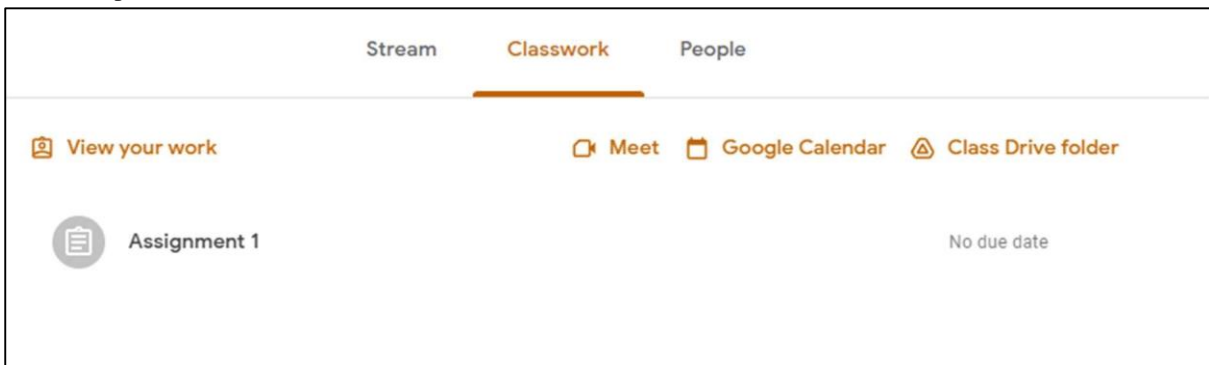 Stream Classwork People
View your work Meet Google Calendar Class Drive folder
Assignment 1 No due date